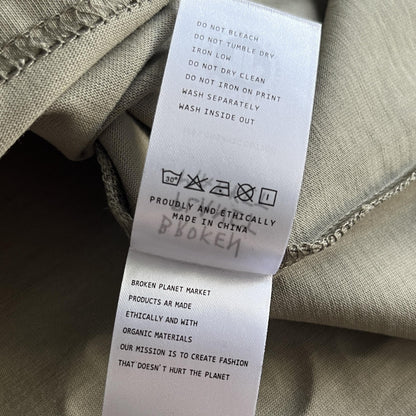 DO NOT BLEACH
DO NOT TUMBLE DRY
IRON LOW
DO NOT DRY CLEAN
DO NOT IRON ON PRINT
WASH SEPARATELY
WASH INSIDE OUT
30°
PROUDLY AND ETHICALLY
MADE IN CHINA
BROKEN
BROKEN PLANET MARKET
PRODUCTS AR MADE
ETHICALLY AND WITH
ORGANIC MATERIALS
OUR MISSION IS TO CREATE FASHION
THAT DOESN'T HURT THE PLANET